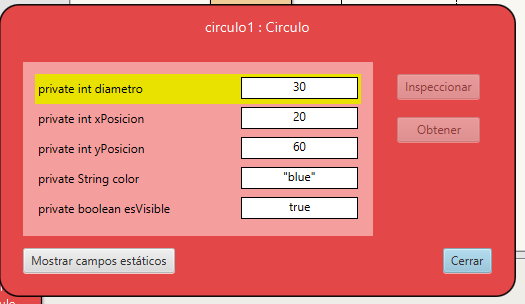 circulo1 : Circulo
private int diametro 30
private int xPosicion 20
private int yPosicion 60
private String color "blue"
private boolean esVisible true
Inspeccionar
Obtener
Mostrar campos estáticos
Cerrar